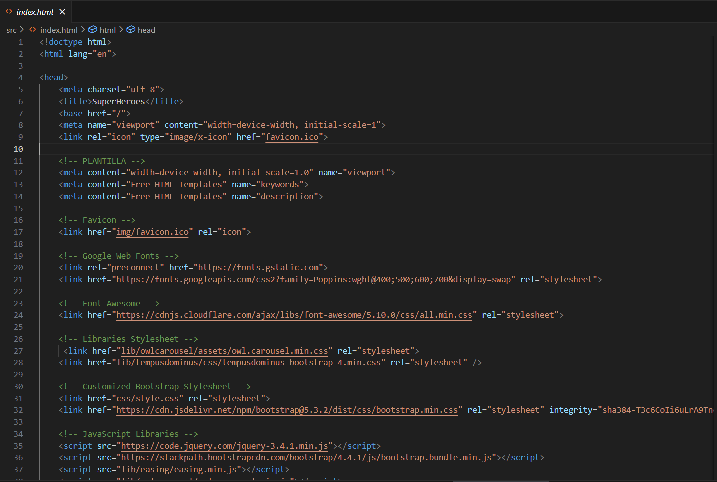 index.html
src > index.html > html > head
1 <!doctype html>
2 <html lang="en">
3
4 <head>
5 <meta charset="utf-8">
6 <title>SuperHeroes</title>
7 <base href="/">
8 <meta name="viewport" content="width=device-width, initial-scale=1">
9 <link rel="icon" type="image/x-icon" href="favicon.ico">
10
11 <!-- PLANTILLA -->
12 <meta content="width=device-width, initial-scale=1.0" name="viewport">
13 <meta content="Free HTML Templates" name="keywords">
14 <meta content="Free HTML Templates" name="description">
15
16 <!-- Favicon -->
17 <link href="img/favicon.ico" rel="icon">
18
19 <!-- Google Web Fonts -->
20 <link rel="preconnect" href="https://fonts.gstatic.com">
21 <link href="https://fonts.googleapis.com/css2?family=Poppins:wght@400;500;600;700&display=swap" rel="stylesheet">
22
23 <!-- Font Awesome -->
24 <link href="https://cdnjs.cloudflare.com/ajax/libs/font-awesome/5.10.0/css/all.min.css" rel="stylesheet">
25
26 <!-- Libraries Stylesheet -->
27 <link href="lib/owlcarousel/assets/owl.carousel.min.css" rel="stylesheet">
28 <link href="lib/tempusdominus/css/tempusdominus-bootstrap-4.min.css" rel="stylesheet" />
29
30 <!-- Customized Bootstrap Stylesheet -->
31 <link href="css/style.css" rel="stylesheet">
32 <link href="https://cdn.jsdelivr.net/npm/bootstrap@5.3.2/dist/css/bootstrap.min.css" rel="stylesheet" integrity="sha384-T3c6CoIi6uLrA9Tn
33
34 <!-- JavaScript Libraries -->
35 <script src="https://code.jquery.com/jquery-3.4.1.min.js"></script>
36 <script src="https://stackpath.bootstrapcdn.com/bootstrap/4.4.1/js/bootstrap.bundle.min.js"></script>
37 <script src="lib/easing/easing.min.js"></script>